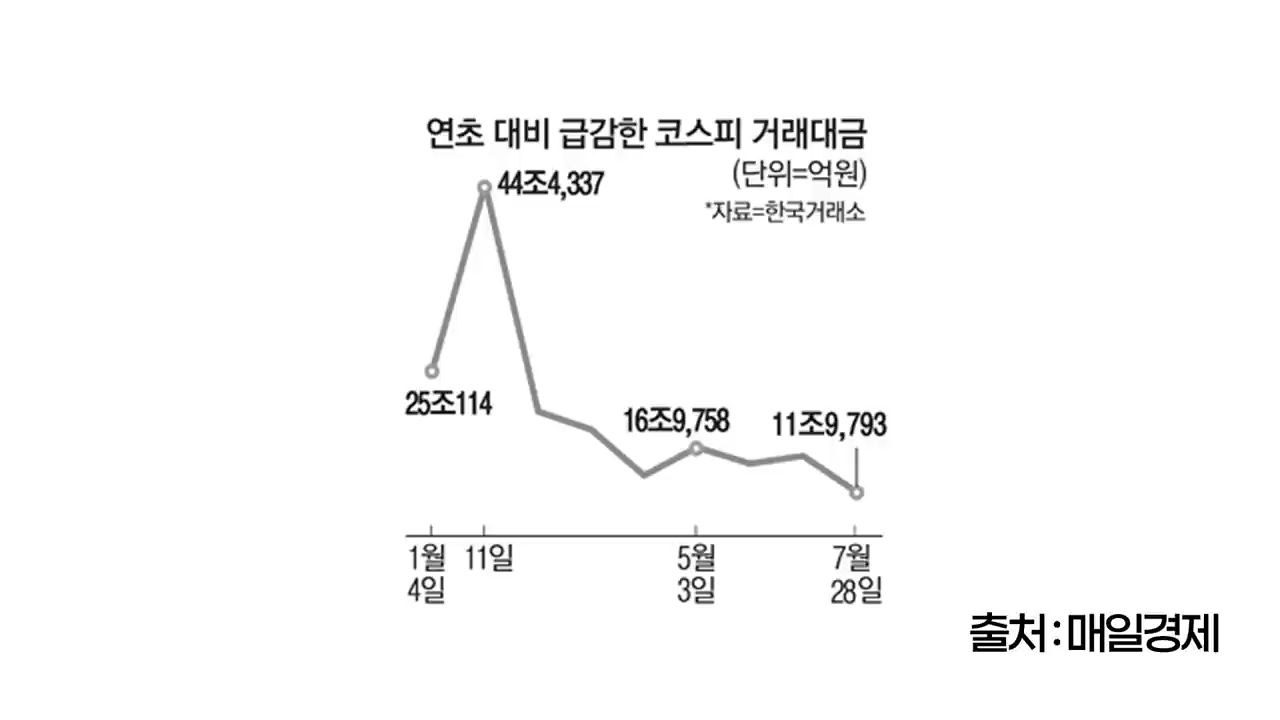 연초 대비 급감한 코스피 거래대금
(단위=억원)
*자료=한국거래소
44조4,337
25조114
16조9,758
11조9,793
1월 4일
11일
5월 3일
7월 28일
출처:매일경제